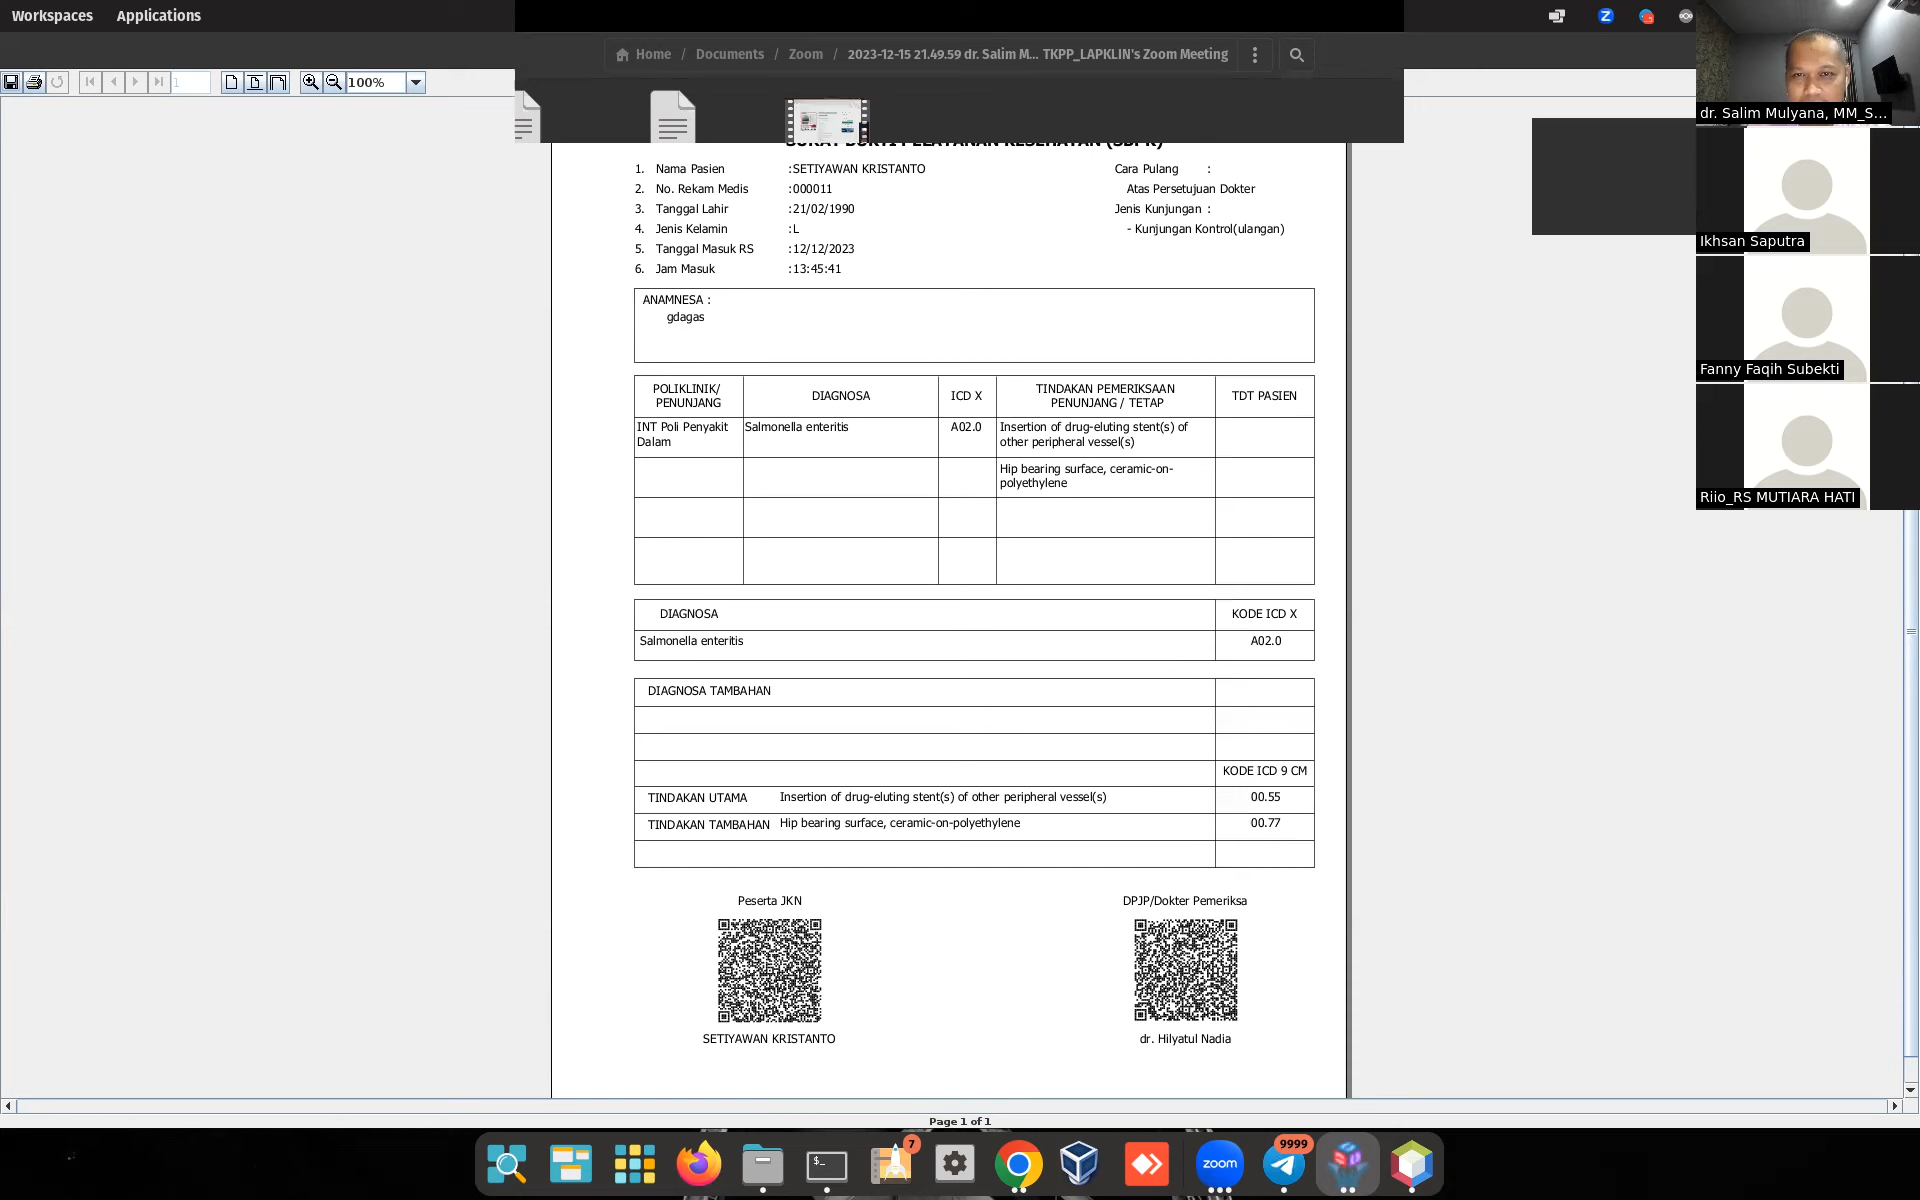 Workspaces Applications
Home / Documents / Zoom / 2023-12-15 21.49.59 dr. Salim M... TKPP_LAPKLIN's Zoom Meeting
1 100%
dr. Salim Mulyana, MM_S...
Ikhsan Saputra
Fanny Faqih Subekti
Riio_RS MUTIARA HATI
SURAT BUKTI PELAYANAN KESEHATAN (SBPK)
1. Nama Pasien :SETIYAWAN KRISTANTO Cara Pulang :
2. No. Rekam Medis :000011 Atas Persetujuan Dokter
3. Tanggal Lahir :21/02/1990 Jenis Kunjungan :
4. Jenis Kelamin :L - Kunjungan Kontrol(ulangan)
5. Tanggal Masuk RS :12/12/2023
6. Jam Masuk :13:45:41
ANAMNESA :
gdagas
POLIKLINIK/ PENUNJANG DIAGNOSA ICD X TINDAKAN PEMERIKSAAN PENUNJANG / TETAP TDT PASIEN
INT Poli Penyakit Dalam Salmonella enteritis A02.0 Insertion of drug-eluting stent(s) of other peripheral vessel(s)
Hip bearing surface, ceramic-on-polyethylene
DIAGNOSA KODE ICD X
Salmonella enteritis A02.0
DIAGNOSA TAMBAHAN
KODE ICD 9 CM
TINDAKAN UTAMA Insertion of drug-eluting stent(s) of other peripheral vessel(s) 00.55
TINDAKAN TAMBAHAN Hip bearing surface, ceramic-on-polyethylene 00.77
Peserta JKN DPJP/Dokter Pemeriksa
SETIYAWAN KRISTANTO dr. Hilyatul Nadia
Page 1 of 1
7 zoom 9999